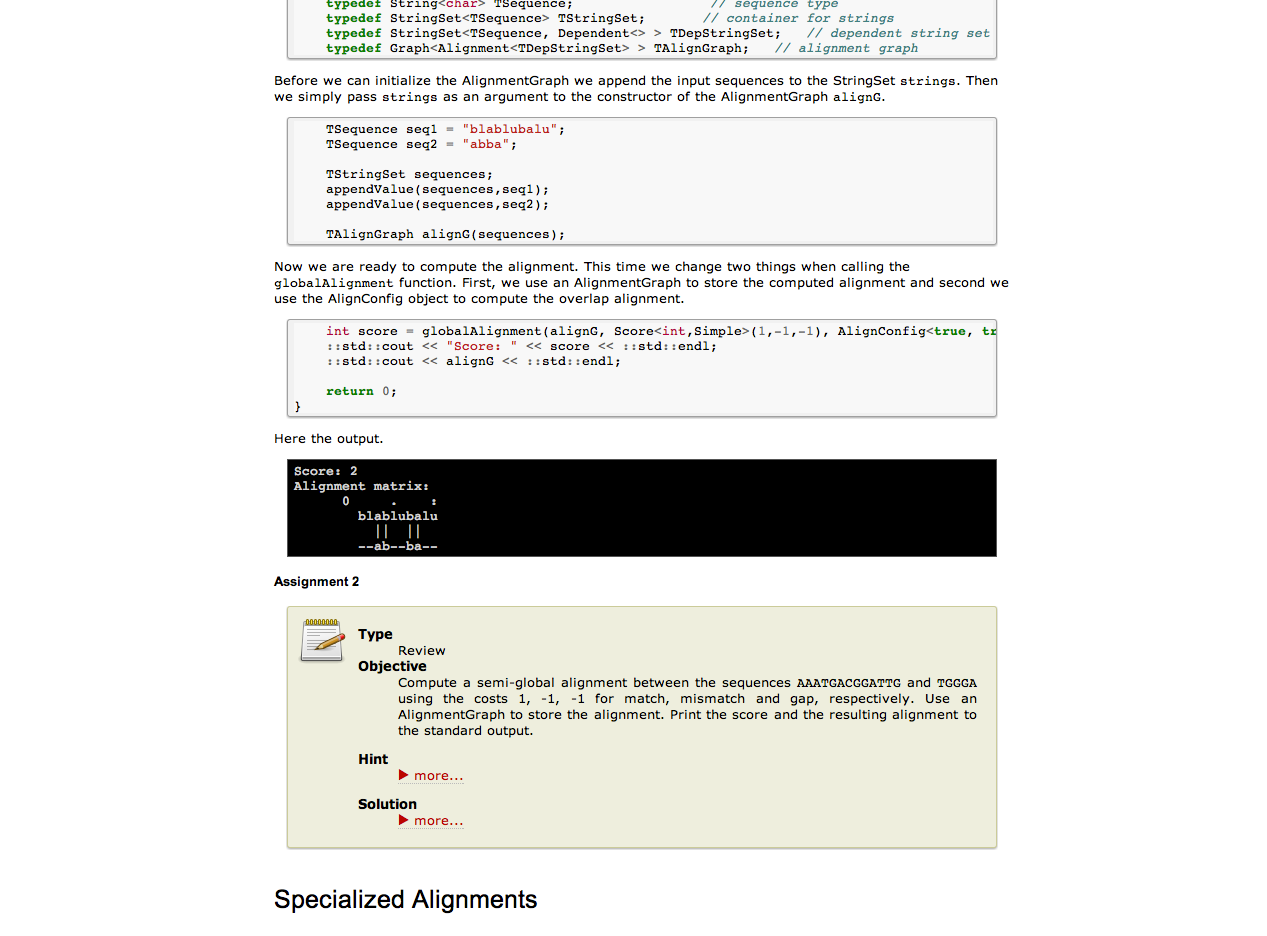 typedef String<char> TSequence; // sequence type
typedef StringSet<TSequence> TStringSet; // container for strings
typedef StringSet<TSequence, Dependent<> > TDepStringSet; // dependent string set
typedef Graph<Alignment<TDepStringSet> > TAlignGraph; // alignment graph
Before we can initialize the AlignmentGraph we append the input sequences to the StringSet strings. Then
we simply pass strings as an argument to the constructor of the AlignmentGraph alignG.
TSequence seq1 = "blablubalu";
TSequence seq2 = "abba";
TStringSet sequences;
appendValue(sequences,seq1);
appendValue(sequences,seq2);
TAlignGraph alignG(sequences);
Now we are ready to compute the alignment. This time we change two things when calling the
globalAlignment function. First, we use an AlignmentGraph to store the computed alignment and second we
use the AlignConfig object to compute the overlap alignment.
int score = globalAlignment(alignG, Score<int,Simple>(1,-1,-1), AlignConfig<true, tr
::std::cout << "Score: " << score << ::std::endl;
::std::cout << alignG << ::std::endl;
return 0;
}
Here the output.
Score: 2
Alignment matrix:
0 . :
blablubalu
|| ||
--ab--ba--
Assignment 2
Type
Review
Objective
Compute a semi-global alignment between the sequences AAATGACGGATTG and TGGGA
using the costs 1, -1, -1 for match, mismatch and gap, respectively. Use an
AlignmentGraph to store the alignment. Print the score and the resulting alignment to
the standard output.
Hint
more...
Solution
more...
Specialized Alignments